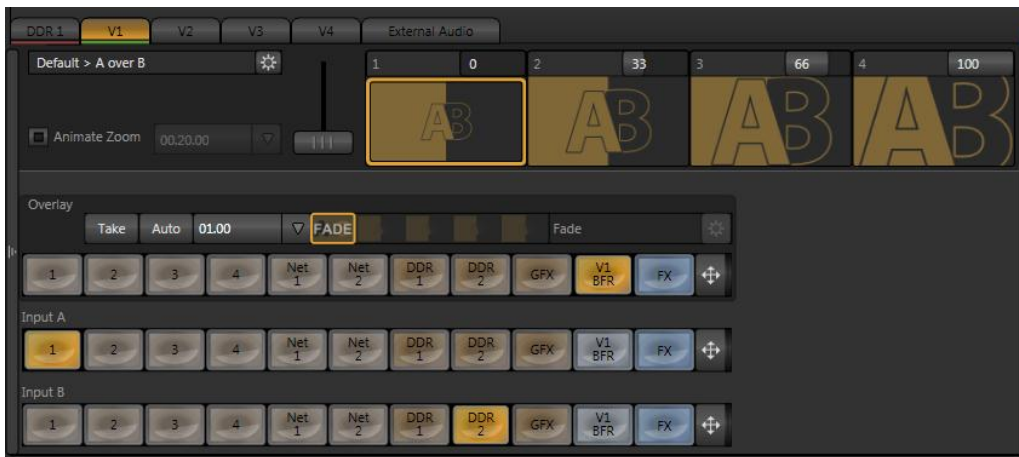 DDR 1 V1 V2 V3 V4 External Audio
Default > A over B
1 0 2 33 3 66 4 100
AB AB AB AB
Animate Zoom 00.20.00
Overlay
Take Auto 01.00 FADE Fade
1 2 3 4 Net 1 Net 2 DDR 1 DDR 2 GFX V1 BFR FX
Input A
1 2 3 4 Net 1 Net 2 DDR 1 DDR 2 GFX V1 BFR FX
Input B
1 2 3 4 Net 1 Net 2 DDR 1 DDR 2 GFX V1 BFR FX